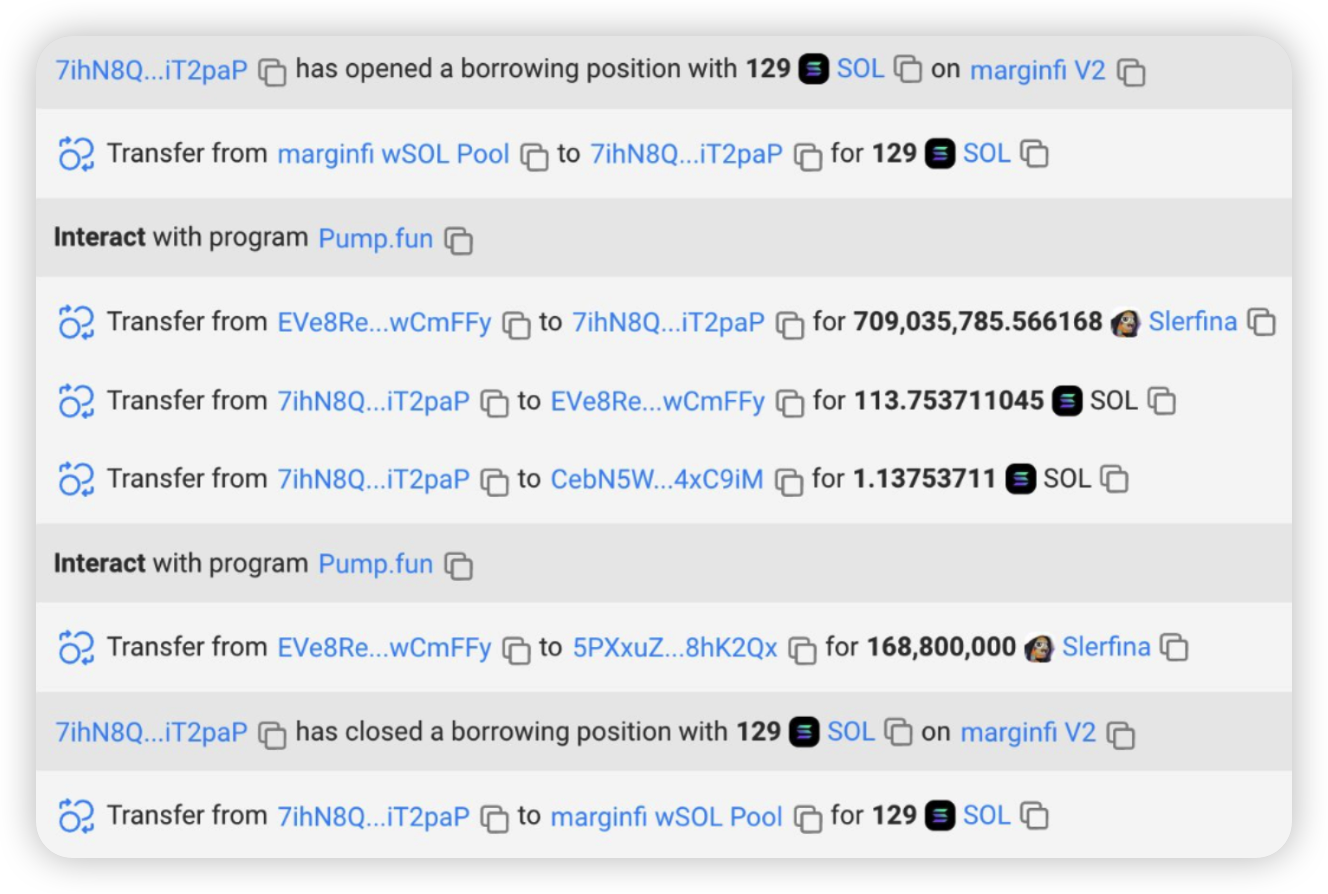 7ihN8Q...iT2paP has opened a borrowing position with 129 SOL on marginfi V2
Transfer from marginfi wSOL Pool to 7ihN8Q...iT2paP for 129 SOL
Interact with program Pump.fun
Transfer from EVe8Re...wCmFFy to 7ihN8Q...iT2paP for 709,035,785.566168 Slerfina
Transfer from 7ihN8Q...iT2paP to EVe8Re...wCmFFy for 113.753711045 SOL
Transfer from 7ihN8Q...iT2paP to CebN5W...4xC9iM for 1.13753711 SOL
Interact with program Pump.fun
Transfer from EVe8Re...wCmFFy to 5PXxuZ...8hK2Qx for 168,800,000 Slerfina
7ihN8Q...iT2paP has closed a borrowing position with 129 SOL on marginfi V2
Transfer from 7ihN8Q...iT2paP to marginfi wSOL Pool for 129 SOL